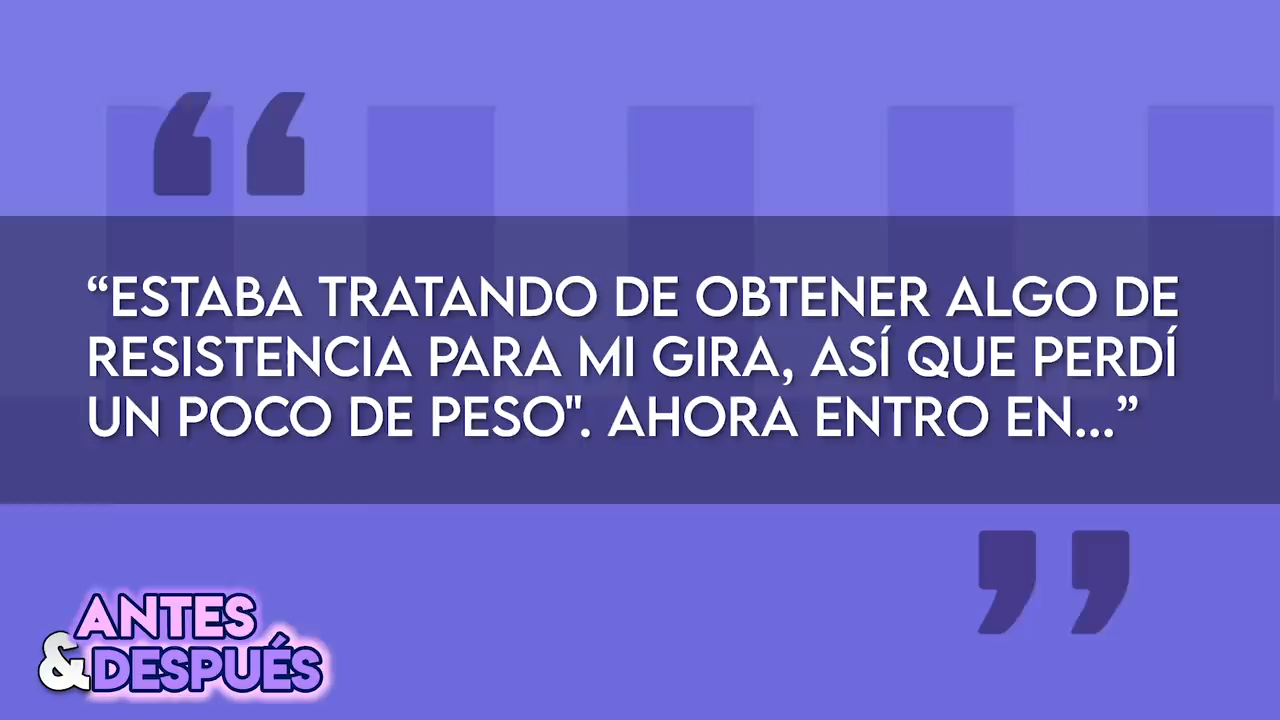 “ESTABA TRATANDO DE OBTENER ALGO DE
RESISTENCIA PARA MI GIRA, ASÍ QUE PERDÍ
UN POCO DE PESO". AHORA ENTRO EN...”
ANTES
&DESPUÉS